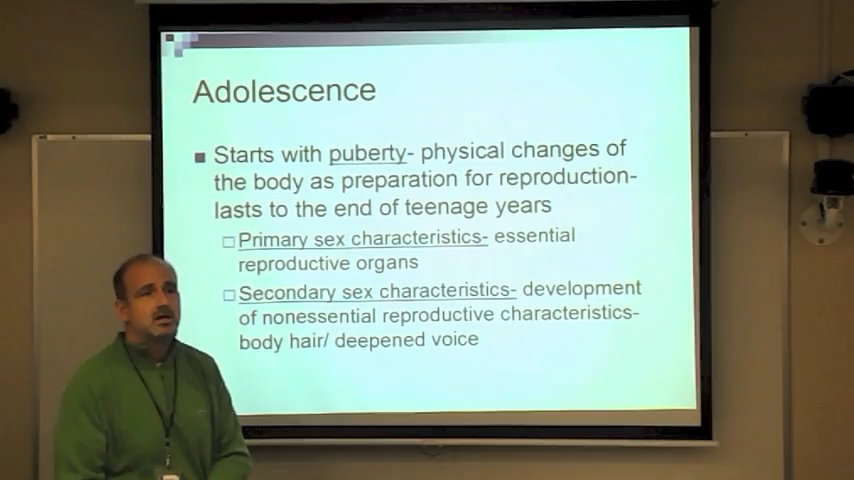 Adolescence
Starts with puberty- physical changes of
the body as preparation for reproduction-
lasts to the end of teenage years
Primary sex characteristics- essential
reproductive organs
Secondary sex characteristics- development
of nonessential reproductive characteristics-
body hair/ deepened voice